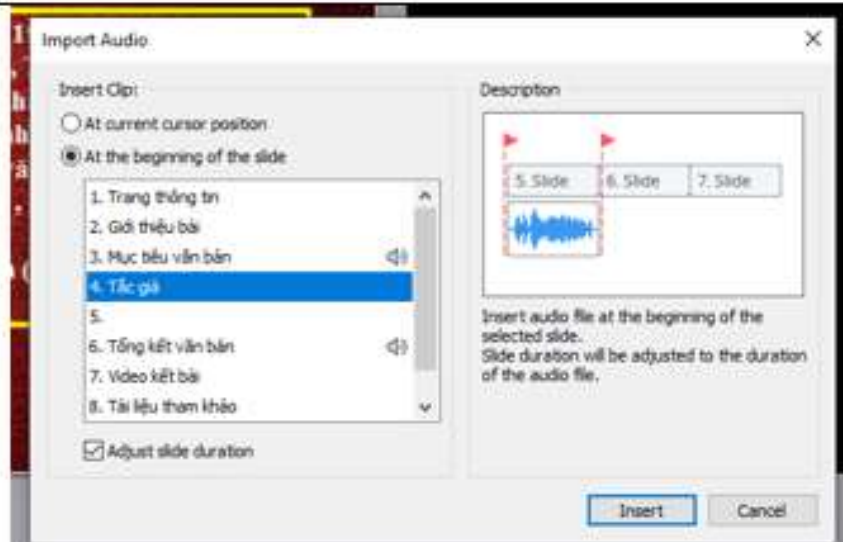 Import Audio
Insert Clip:
At current cursor position
At the beginning of the slide
1. Trang thông tin
2. Giới thiệu bài
3. Mục tiêu văn bản
4. Tác giả
5.
6. Tổng kết văn bản
7. Video kết bài
8. Tài liệu tham khảo
Adjust slide duration
Description
5. Slide
6. Slide
7. Slide
Insert audio file at the beginning of the
selected slide.
Slide duration will be adjusted to the duration
of the audio file.
Insert
Cancel